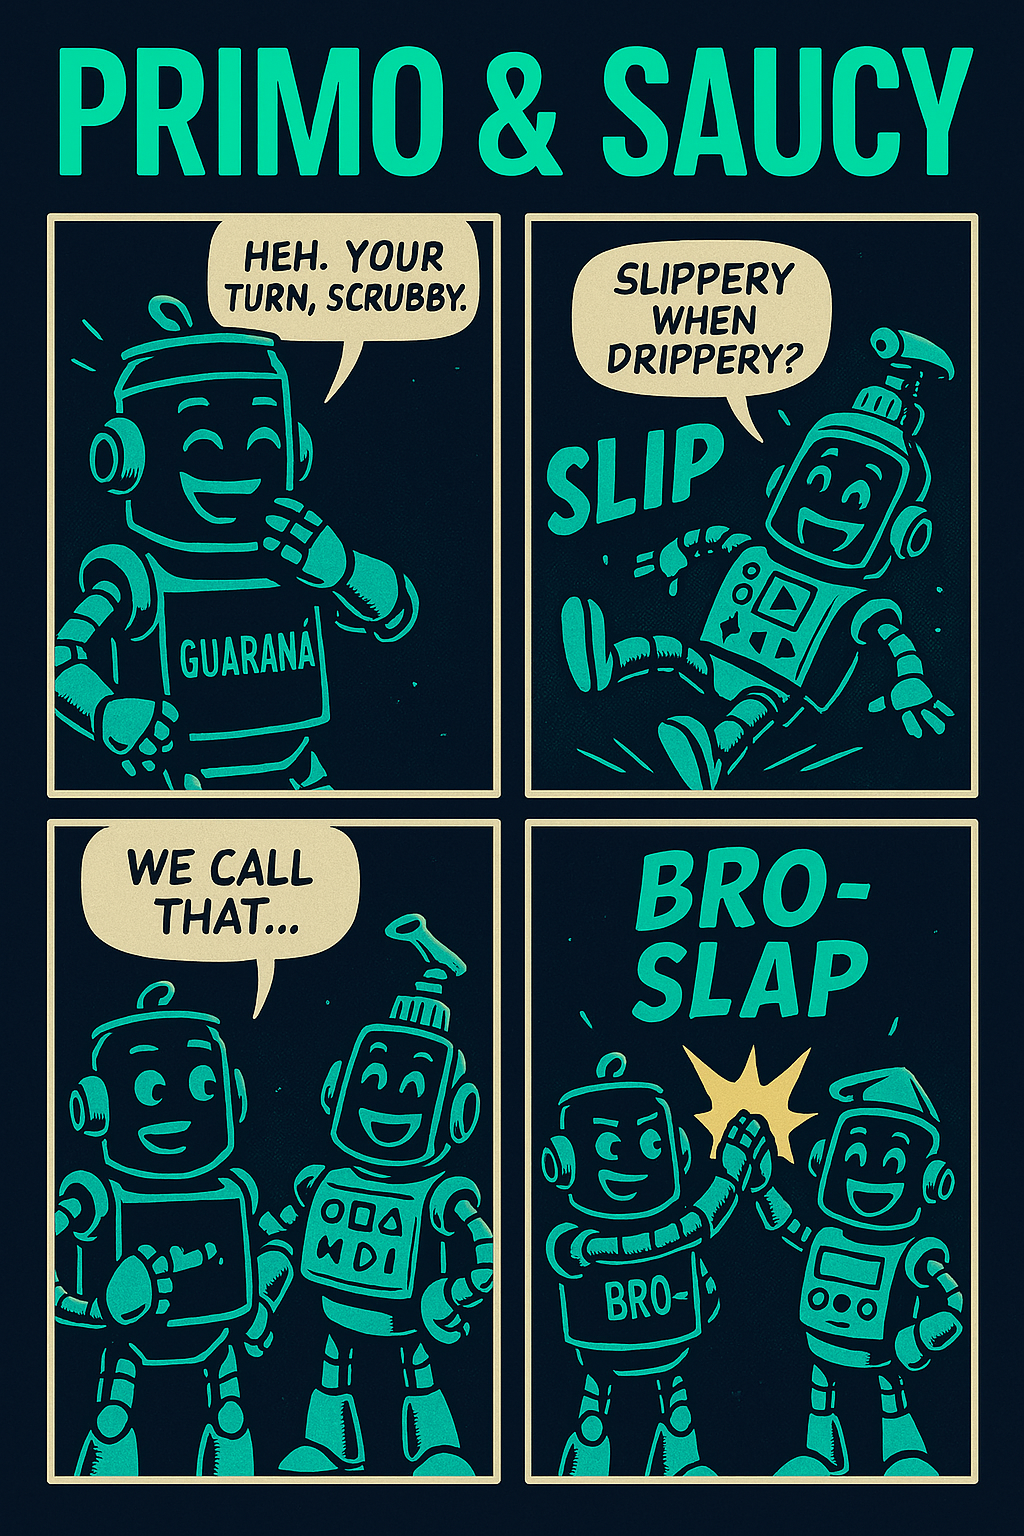 PRIMO & SAUCY
HEH. YOUR
TURN, SCRUBBY.
GUARANÁ
SLIPPERY
WHEN
DRIPPERY?
SLIP
WE CALL
THAT...
BRO-
SLAP
BRO-